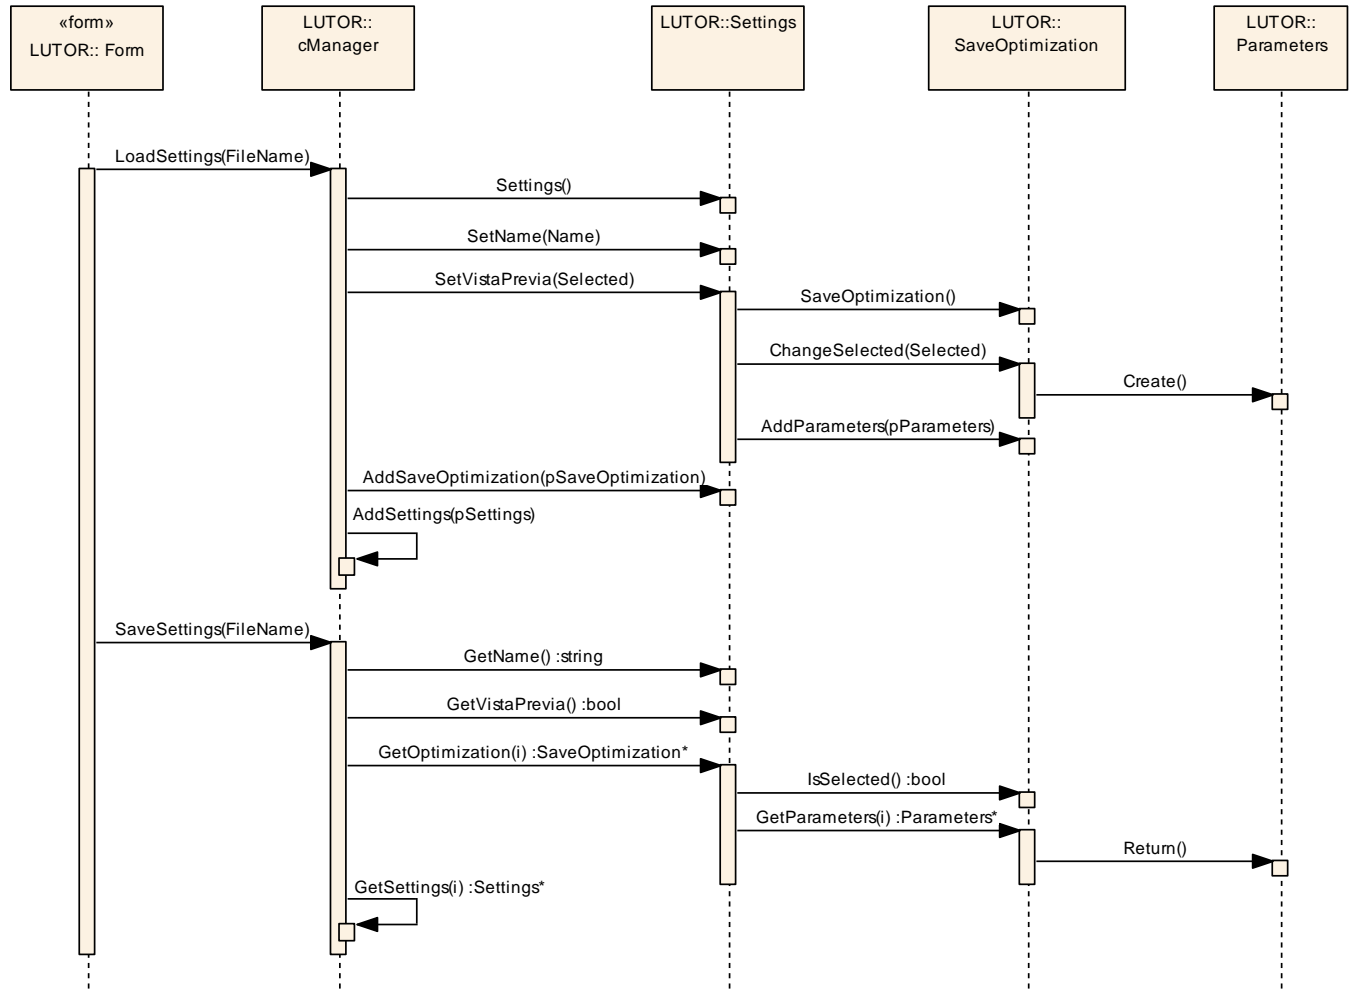 «form»
LUTOR:: Form
LUTOR::
cManager
LUTOR::Settings
LUTOR::
SaveOptimization
LUTOR::
Parameters
LoadSettings(FileName)
Settings()
SetName(Name)
SetVistaPrevia(Selected)
SaveOptimization()
ChangeSelected(Selected)
Create()
AddParameters(pParameters)
AddSaveOptimization(pSaveOptimization)
AddSettings(pSettings)
SaveSettings(FileName)
GetName() :string
GetVistaPrevia() :bool
GetOptimization(i) :SaveOptimization*
IsSelected() :bool
GetParameters(i) :Parameters*
Return()
GetSettings(i) :Settings*